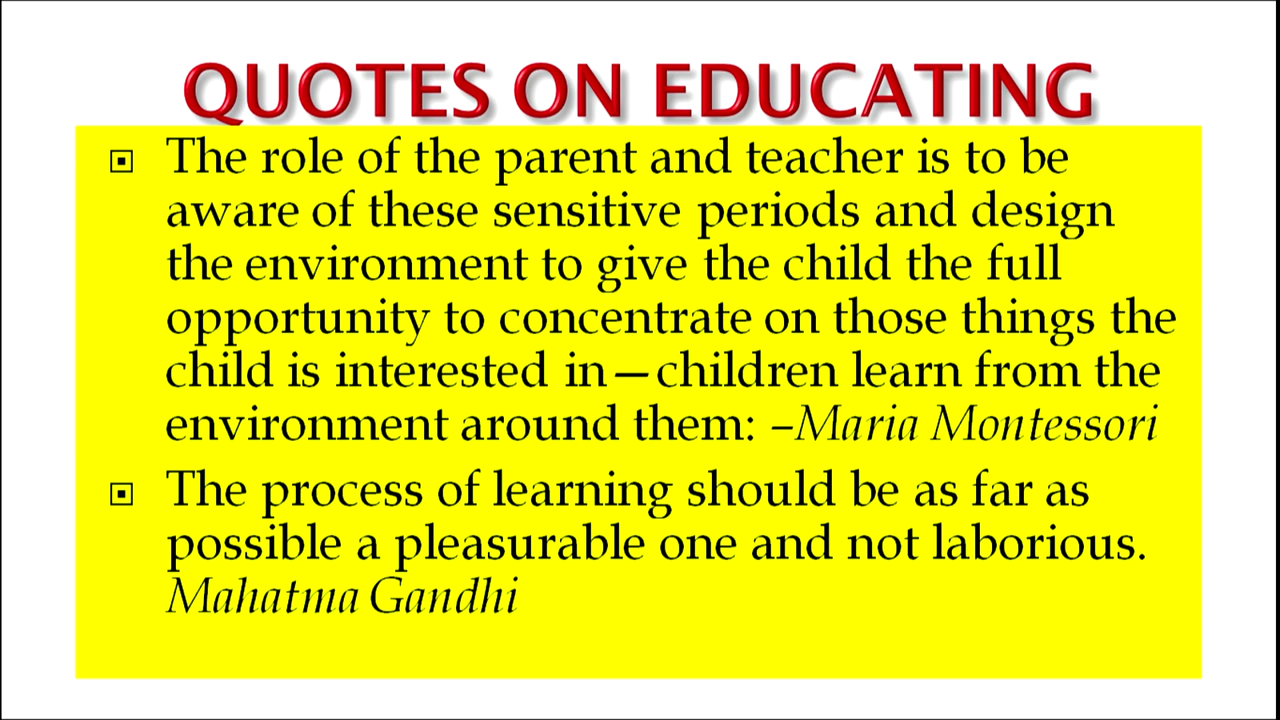 QUOTES ON EDUCATING
The role of the parent and teacher is to be
aware of these sensitive periods and design
the environment to give the child the full
opportunity to concentrate on those things the
child is interested in—children learn from the
environment around them: –Maria Montessori
The process of learning should be as far as
possible a pleasurable one and not laborious.
Mahatma Gandhi